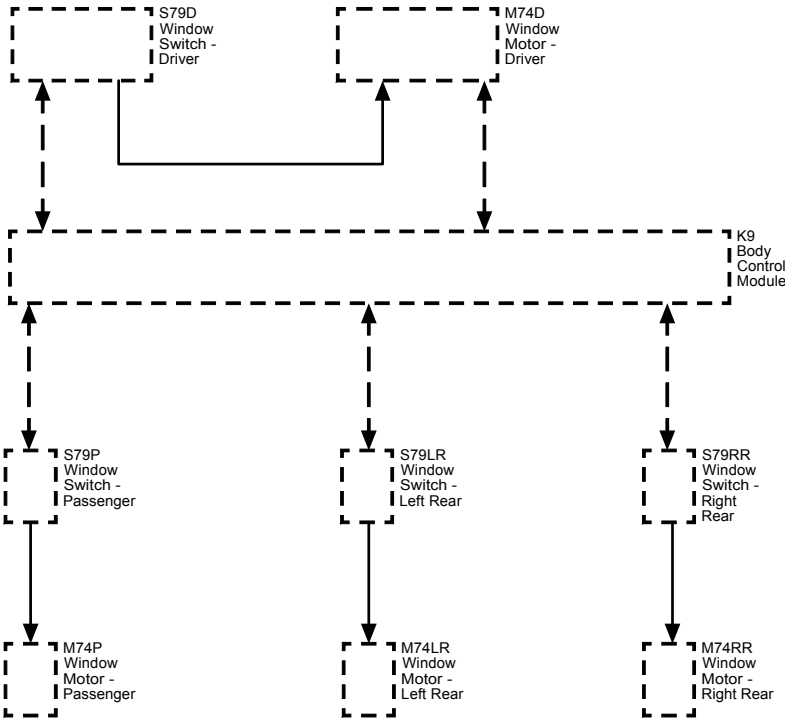 S79D
Window
Switch -
Driver
M74D
Window
Motor -
Driver
K9
Body
Control
Module
S79P
Window
Switch -
Passenger
S79LR
Window
Switch -
Left Rear
S79RR
Window
Switch -
Right
Rear
M74P
Window
Motor -
Passenger
M74LR
Window
Motor -
Left Rear
M74RR
Window
Motor -
Right Rear